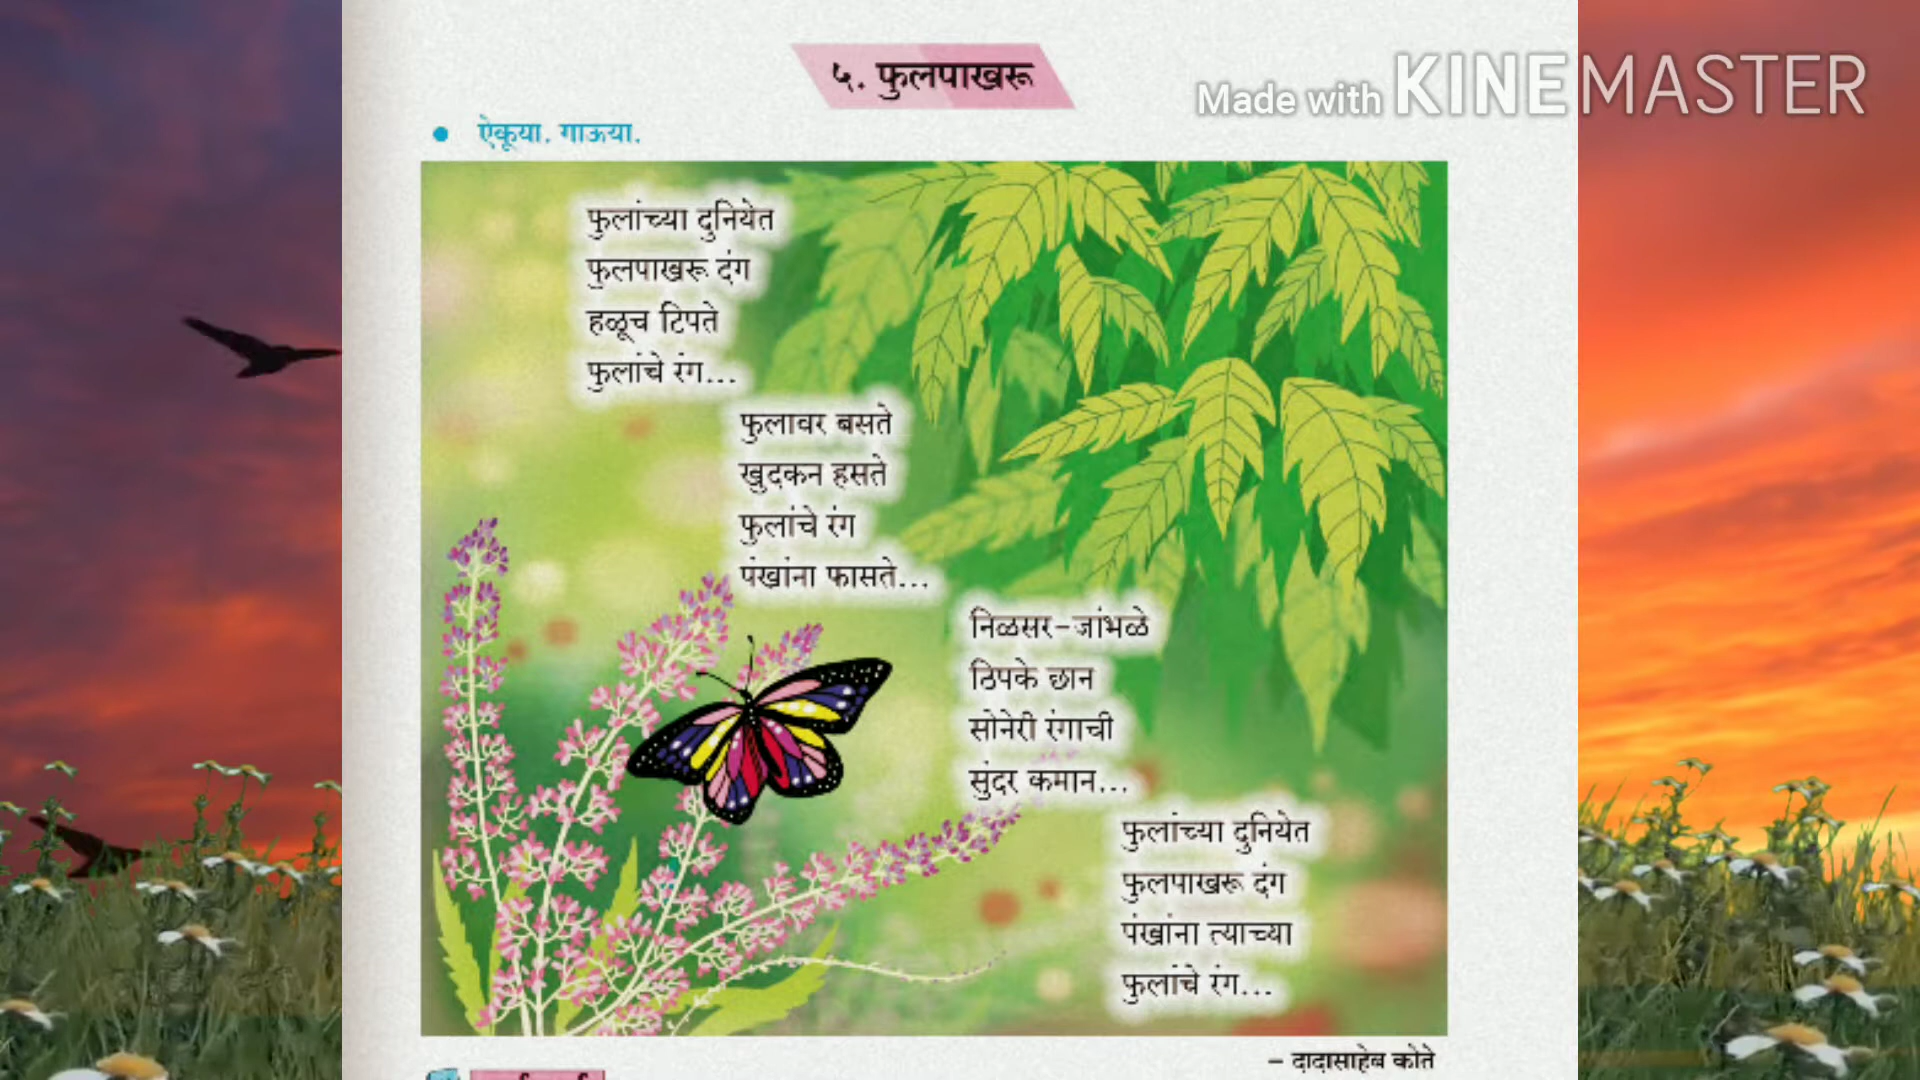 ५. फुलपाखरू
Made with KINEMASTER
• ऐकूया. गाऊया.
फुलांच्या दुनियेत
फुलपाखरू दंग
हळूच टिपते
फुलांचे रंग...
फुलावर बसते
खुदकन हसते
फुलांचे रंग
पंखांना फासते...
निळसर-जांभळे
ठिपके छान
सोनेरी रंगाची
सुंदर कमान...
फुलांच्या दुनियेत
फुलपाखरू दंग
पंखांना त्याच्या
फुलांचे रंग...
– दादासाहेब कोते